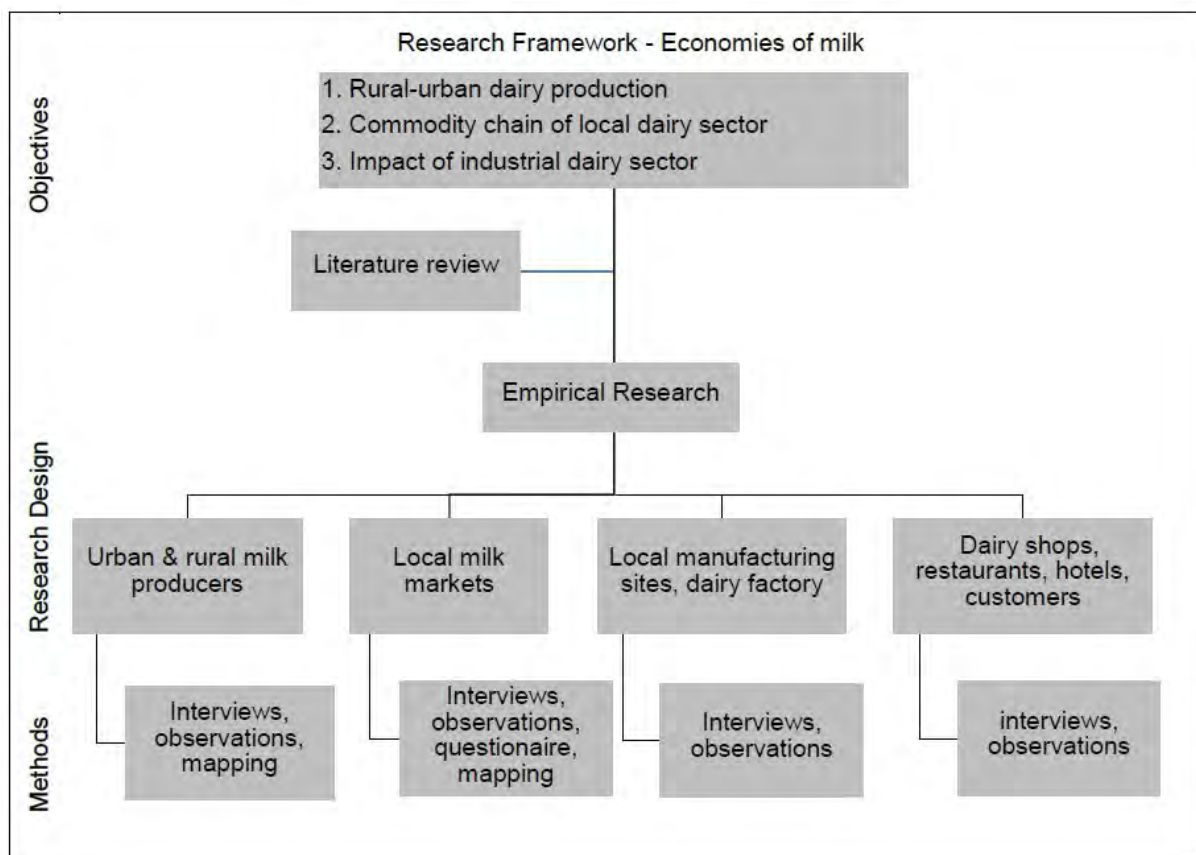 Research Framework - Economies of milk
Objectives
1. Rural-urban dairy production
2. Commodity chain of local dairy sector
3. Impact of industrial dairy sector
Literature review
Empirical Research
Research Design
Urban & rural milk
producers
Local milk
markets
Local manufacturing
sites, dairy factory
Dairy shops,
restaurants, hotels,
customers
Methods
Interviews,
observations,
mapping
Interviews,
observations,
questionaire,
mapping
Interviews,
observations
interviews,
observations